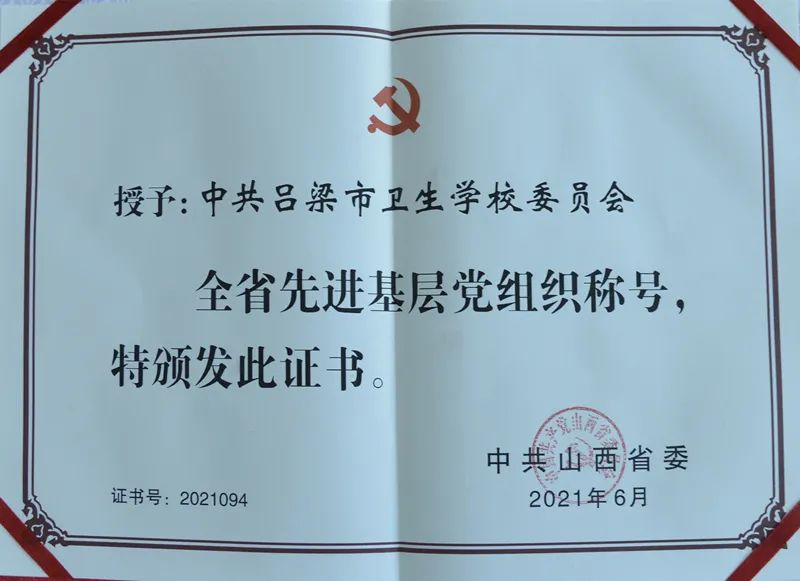 授予：中共吕梁市卫生学校委员会
全省先进基层党组织称号，
特颁发此证书。
中共山西省委
2021年6月
证书号：2021094